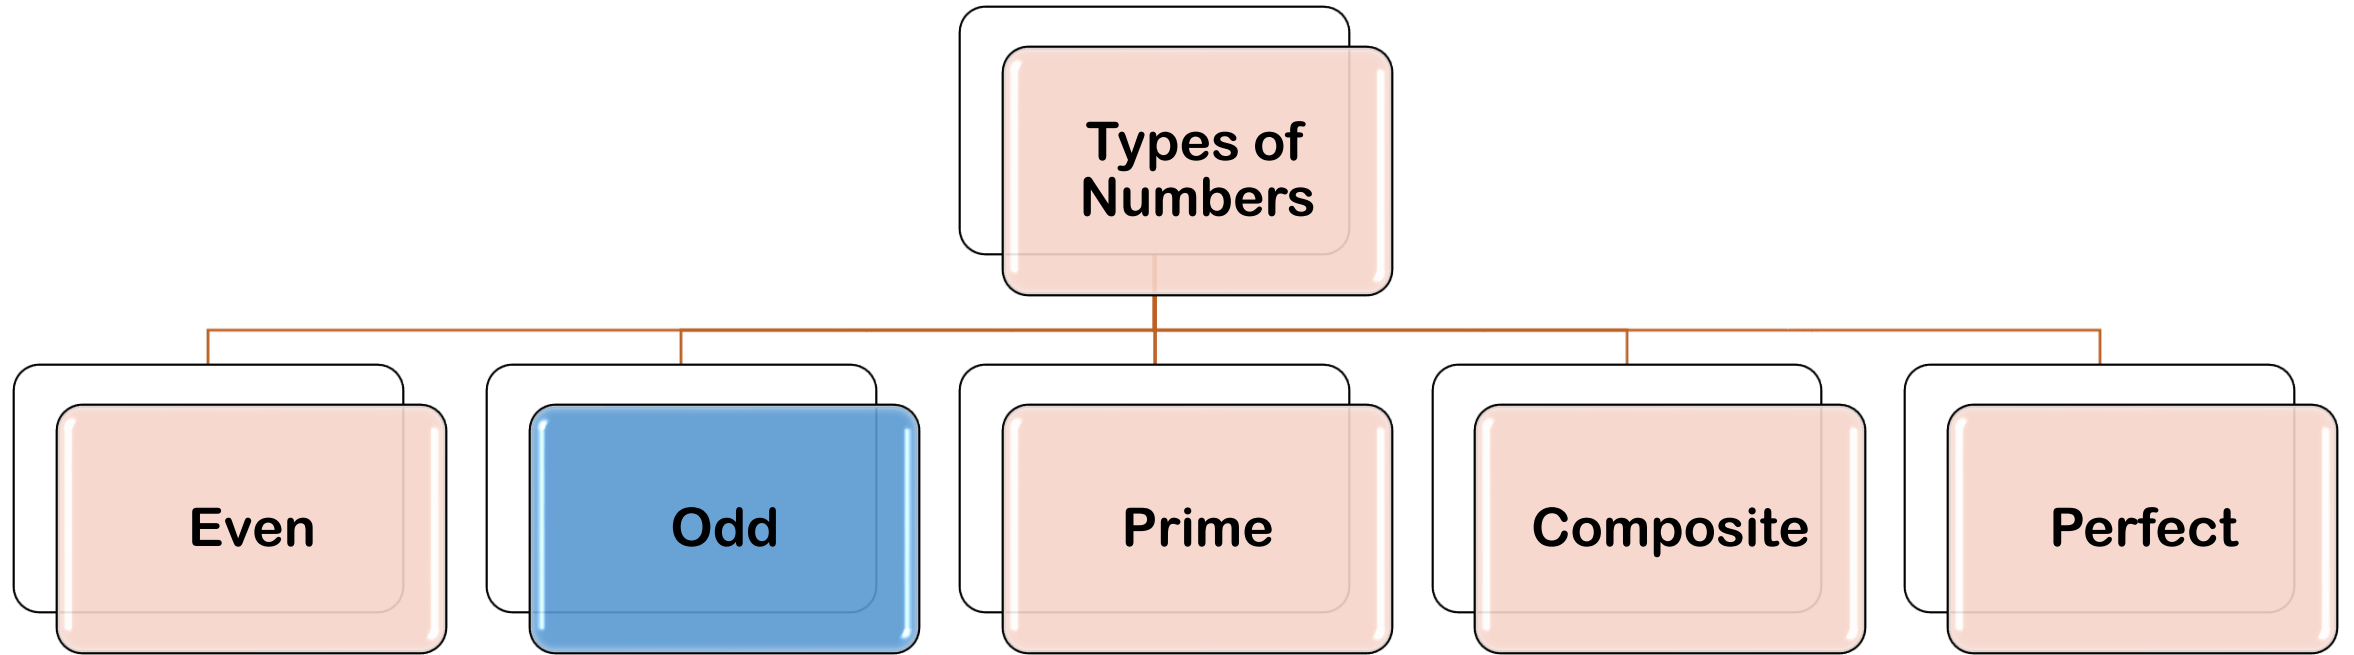 Types of
Numbers
Even
Odd
Prime
Composite
Perfect